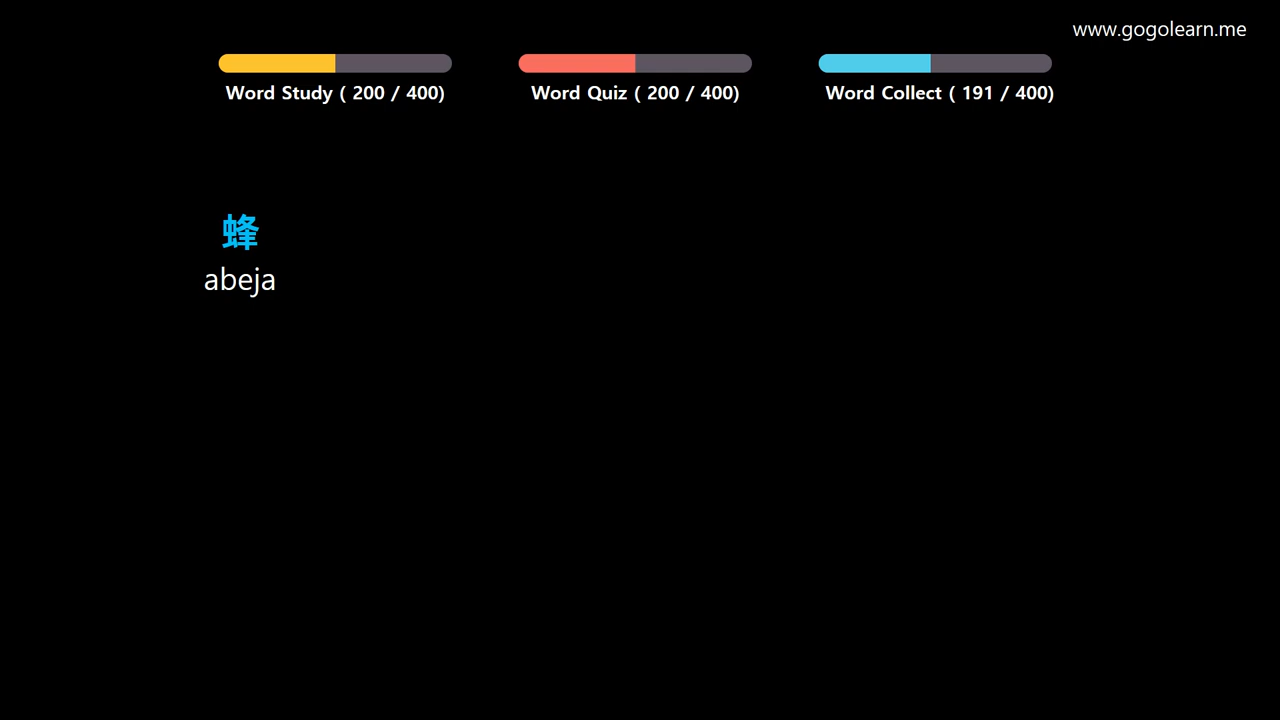 www.gogolearn.me
Word Study ( 200 / 400)
Word Quiz ( 200 / 400)
Word Collect ( 191 / 400)
蜂
abeja